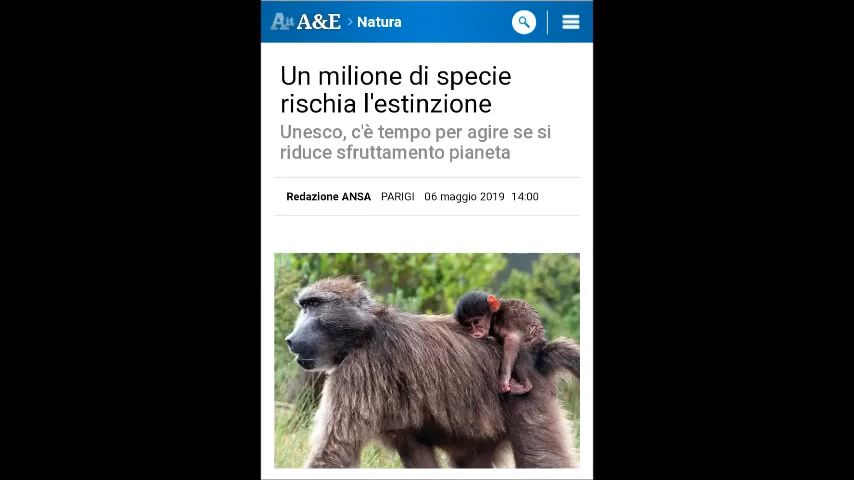 Ait A&E > Natura
Un milione di specie
rischia l'estinzione
Unesco, c'è tempo per agire se si
riduce sfruttamento pianeta
Redazione ANSA PARIGI 06 maggio 2019 14:00